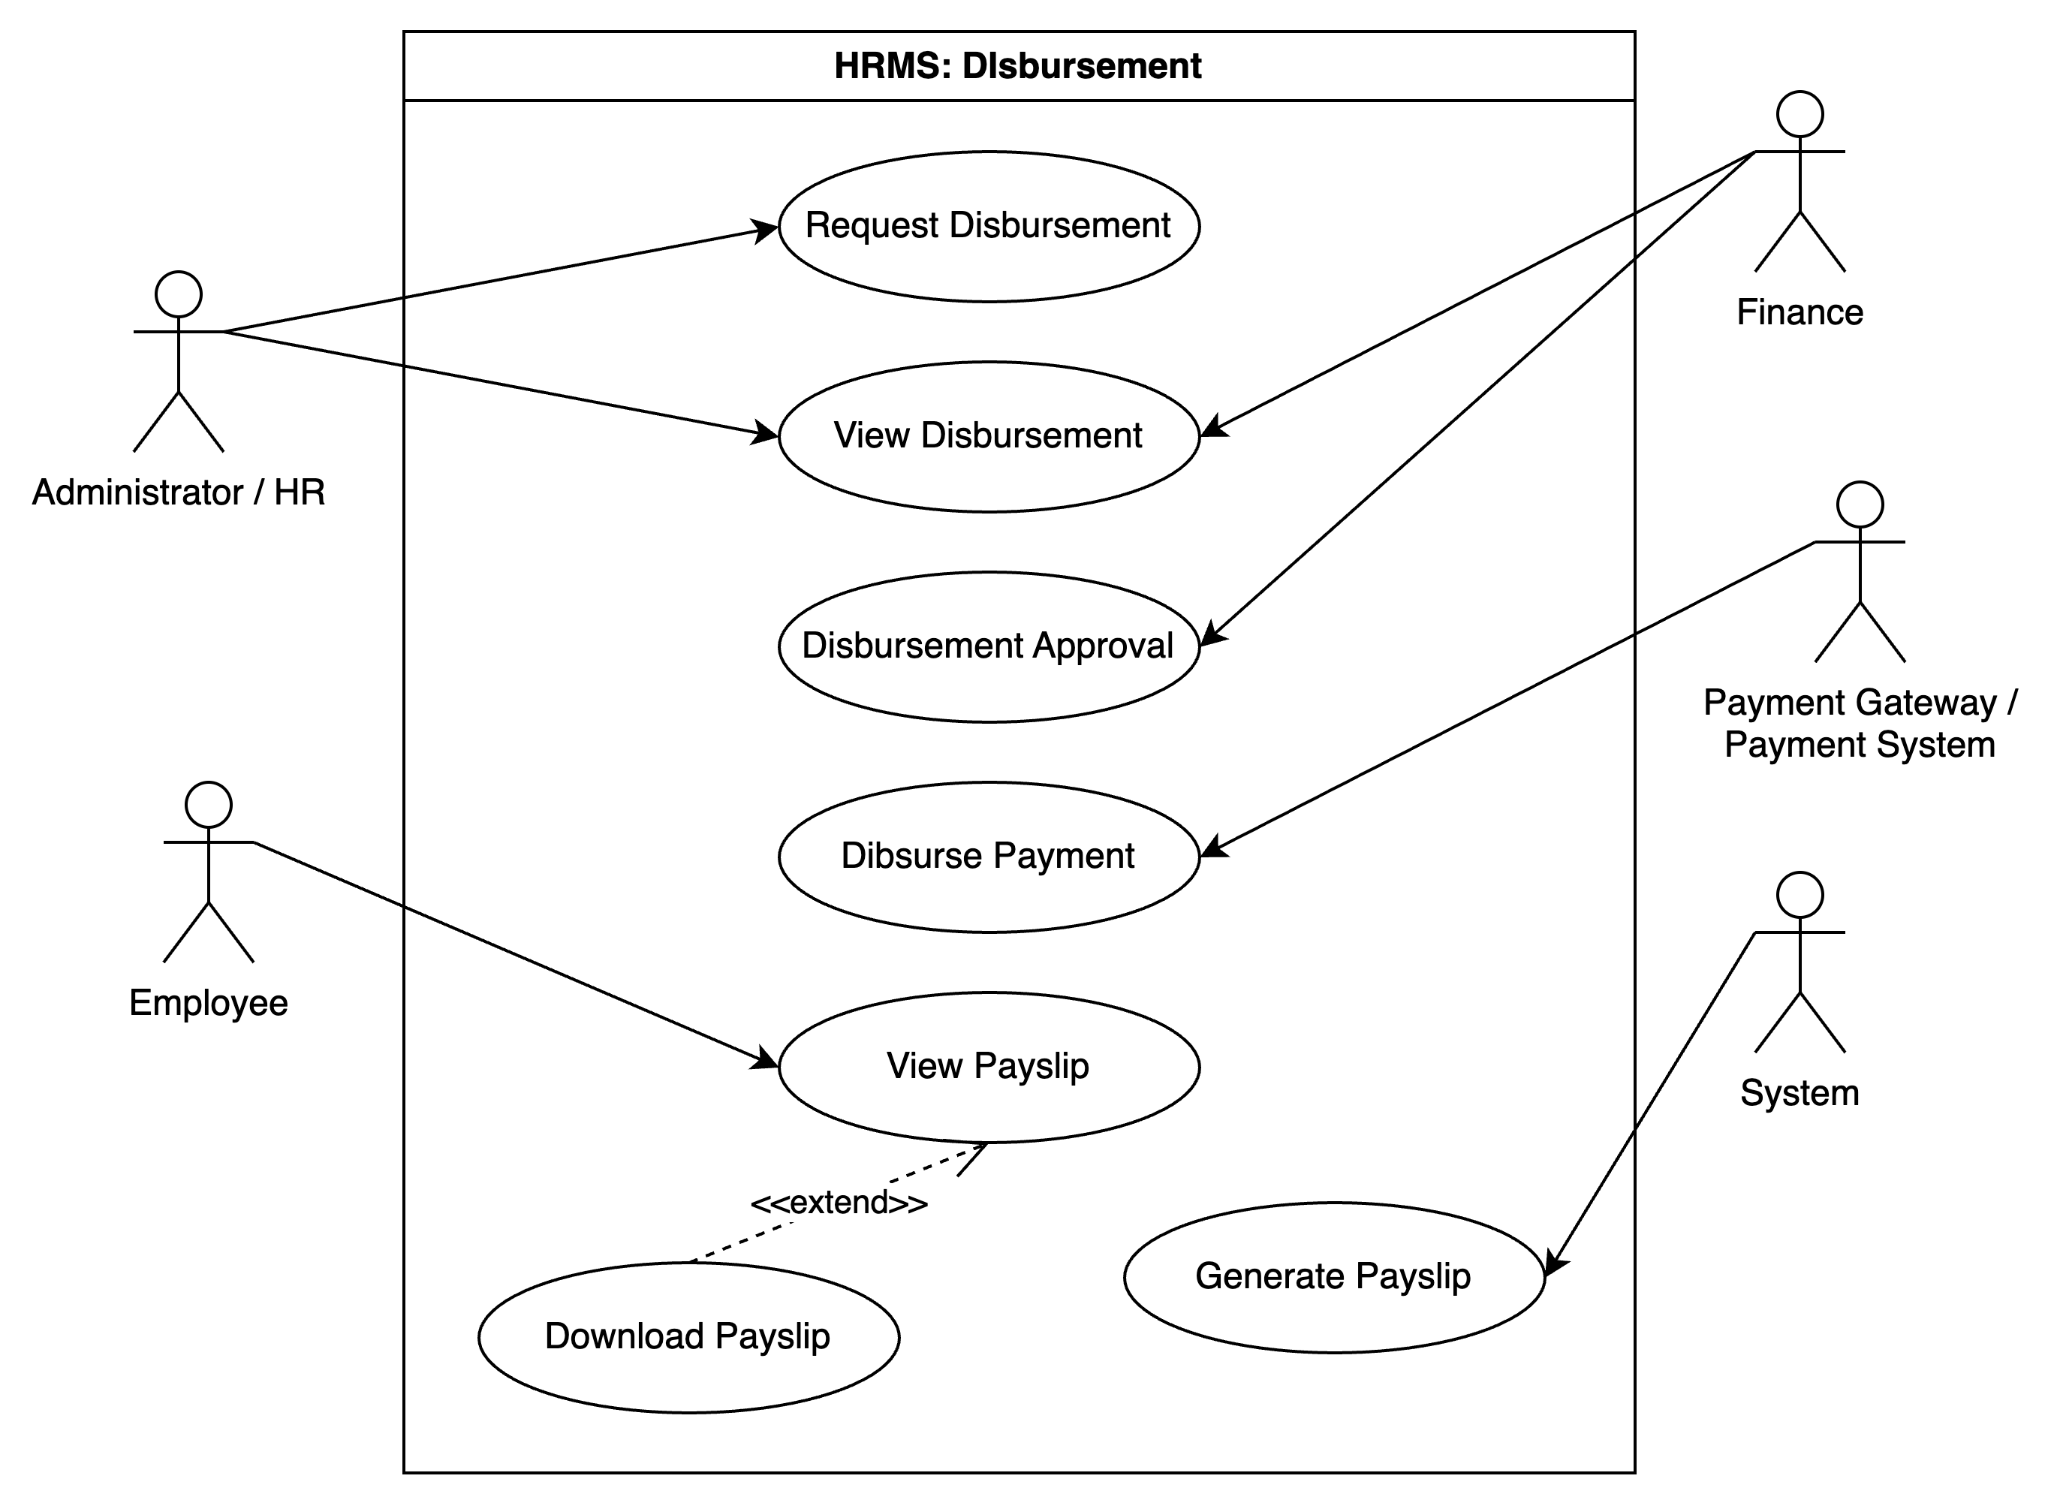 HRMS: DIsbursement
Request Disbursement
Finance
View Disbursement
Administrator / HR
Disbursement Approval
Payment Gateway /
Payment System
Dibsurse Payment
Employee
View Payslip
System
<<extend>>
Generate Payslip
Download Payslip